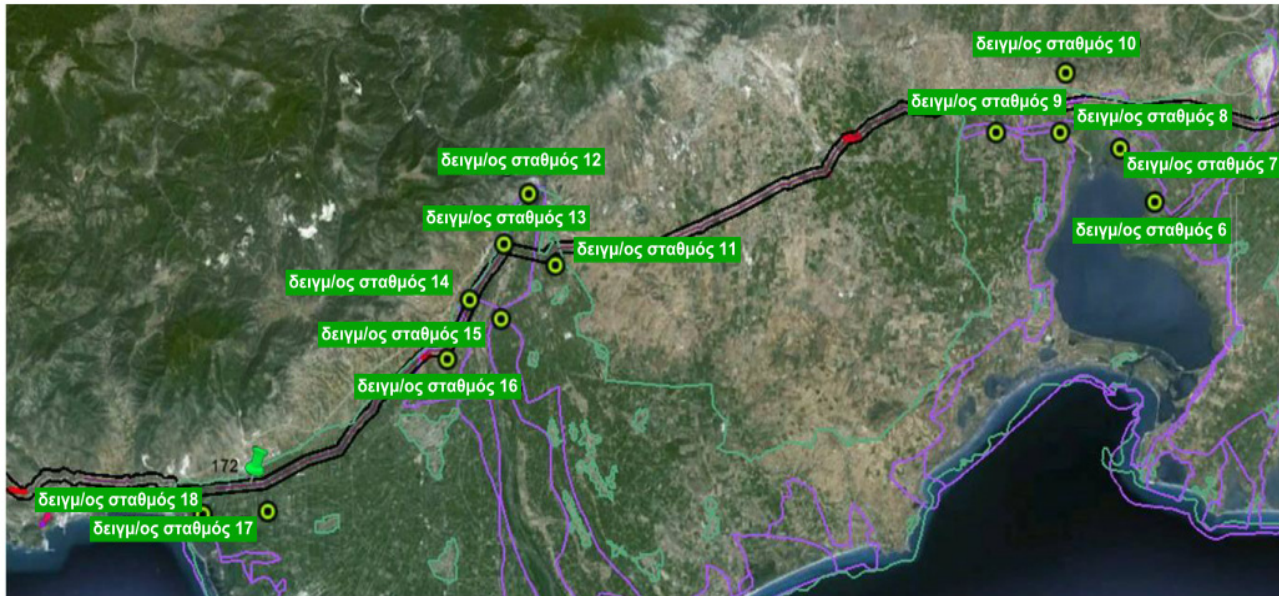 δειγμ/ος σταθμός 10
δειγμ/ος σταθμός 9
δειγμ/ος σταθμός 8
δειγμ/ος σταθμός 12
δειγμ/ος σταθμός 7
δειγμ/ος σταθμός 13
δειγμ/ος σταθμός 6
δειγμ/ος σταθμός 11
δειγμ/ος σταθμός 14
δειγμ/ος σταθμός 15
δειγμ/ος σταθμός 16
172
δειγμ/ος σταθμός 18
δειγμ/ος σταθμός 17